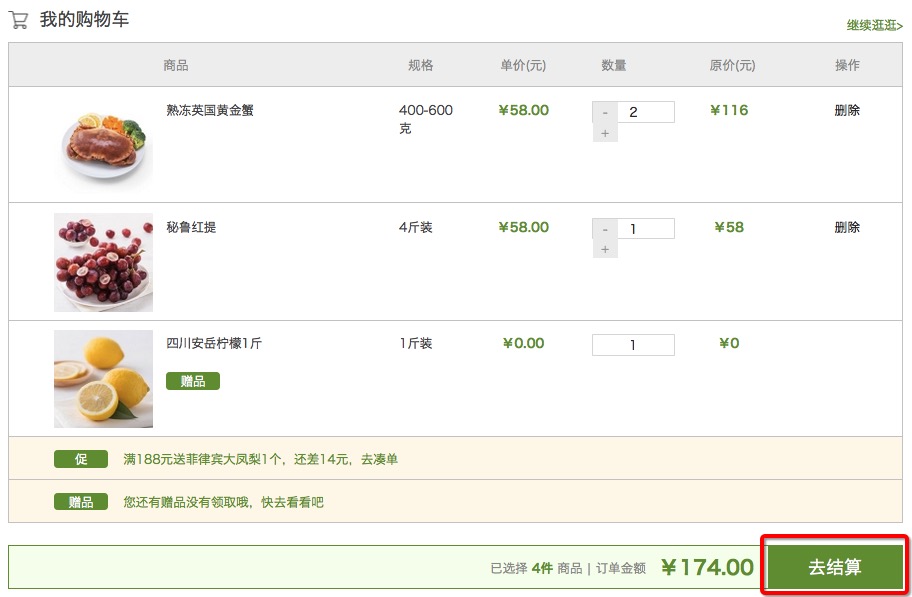 我的购物车
继续逛逛>
商品 规格 单价(元) 数量 原价(元) 操作
熟冻英国黄金蟹 400-600 ¥58.00 - 2 ¥116 删除
克 +
秘鲁红提 4斤装 ¥58.00 - 1 ¥58 删除
+
四川安岳柠檬1斤 1斤装 ¥0.00 1 ¥0
赠品
促 满188元送菲律宾大凤梨1个，还差14元，去凑单
赠品 您还有赠品没有领取哦，快去看看吧
已选择 4件 商品 | 订单金额 ¥174.00 去结算